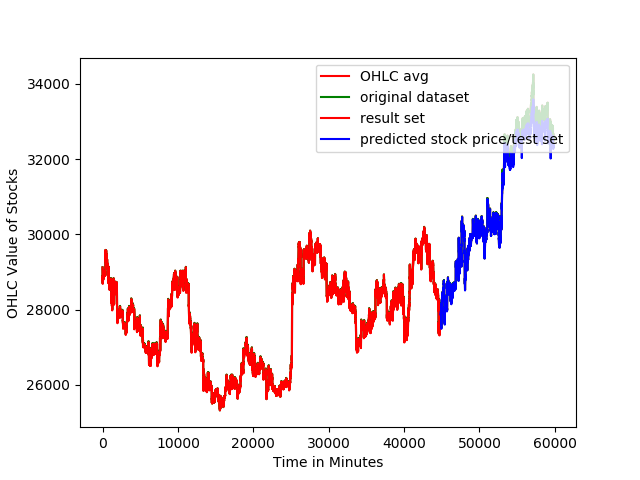 OHLC avg
original dataset
result set
predicted stock price/test set
OHLC Value of Stocks
34000
32000
30000
28000
26000
0 10000 20000 30000 40000 50000 60000
Time in Minutes